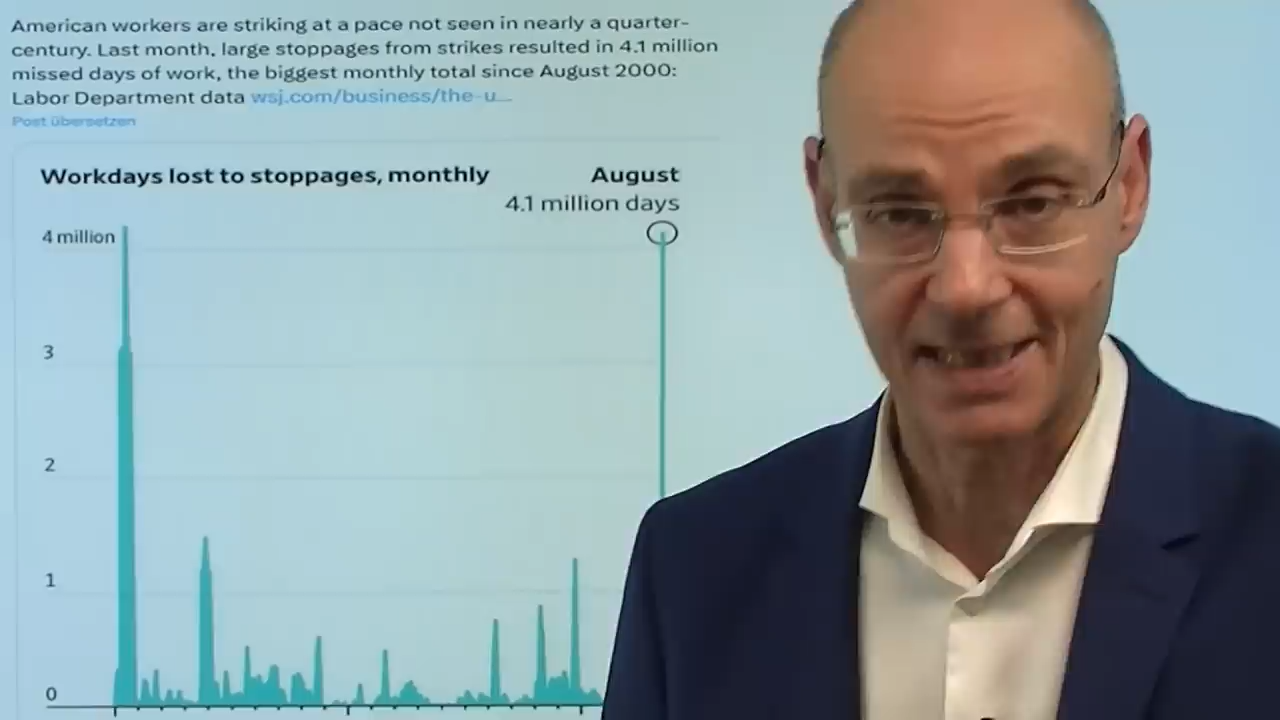 American workers are striking at a pace not seen in nearly a quarter-
century. Last month, large stoppages from strikes resulted in 4.1 million
missed days of work, the biggest monthly total since August 2000:
Labor Department data wsj.com/business/the-u...
Post übersetzen
Workdays lost to stoppages, monthly
August
4.1 million days
4 million
3
2
1
0